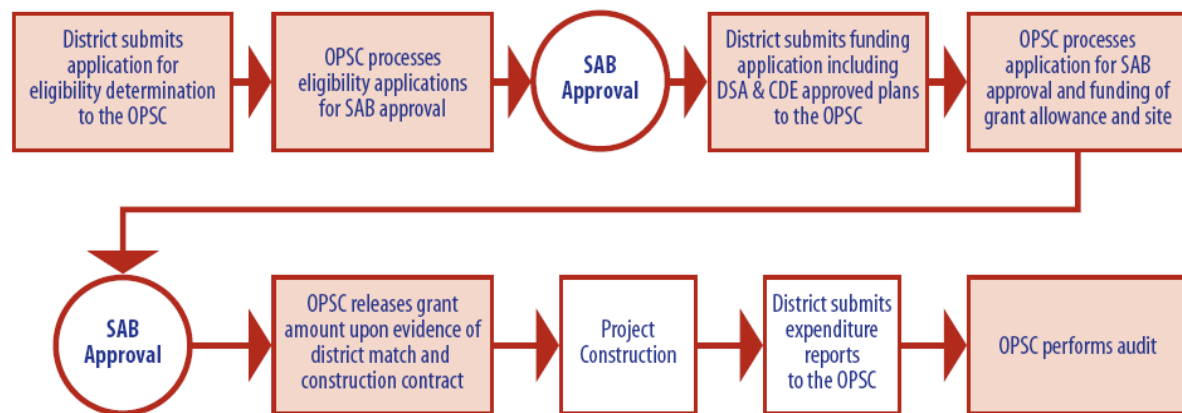 District submits
application for
eligibility determination
to the OPSC
OPSC processes
eligibility applications
for SAB approval
SAB
Approval
District submits funding
application including
DSA & CDE approved plans
to the OPSC
OPSC processes
application for SAB
approval and funding of
grant allowance and site
SAB
Approval
OPSC releases grant
amount upon evidence of
district match and
construction contract
Project
Construction
District submits
expenditure
reports
to the OPSC
OPSC performs audit